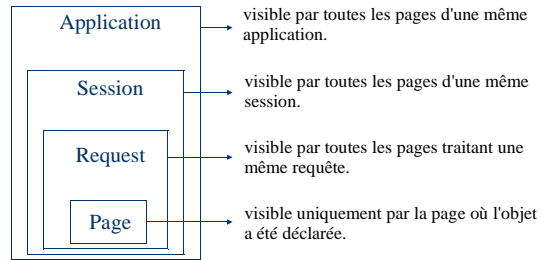 Application
visible par toutes les pages d'une même
application.
Session
visible par toutes les pages d'une même
session.
Request
visible par toutes les pages traitant une
même requête.
Page
visible uniquement par la page où l'objet
a été déclarée.